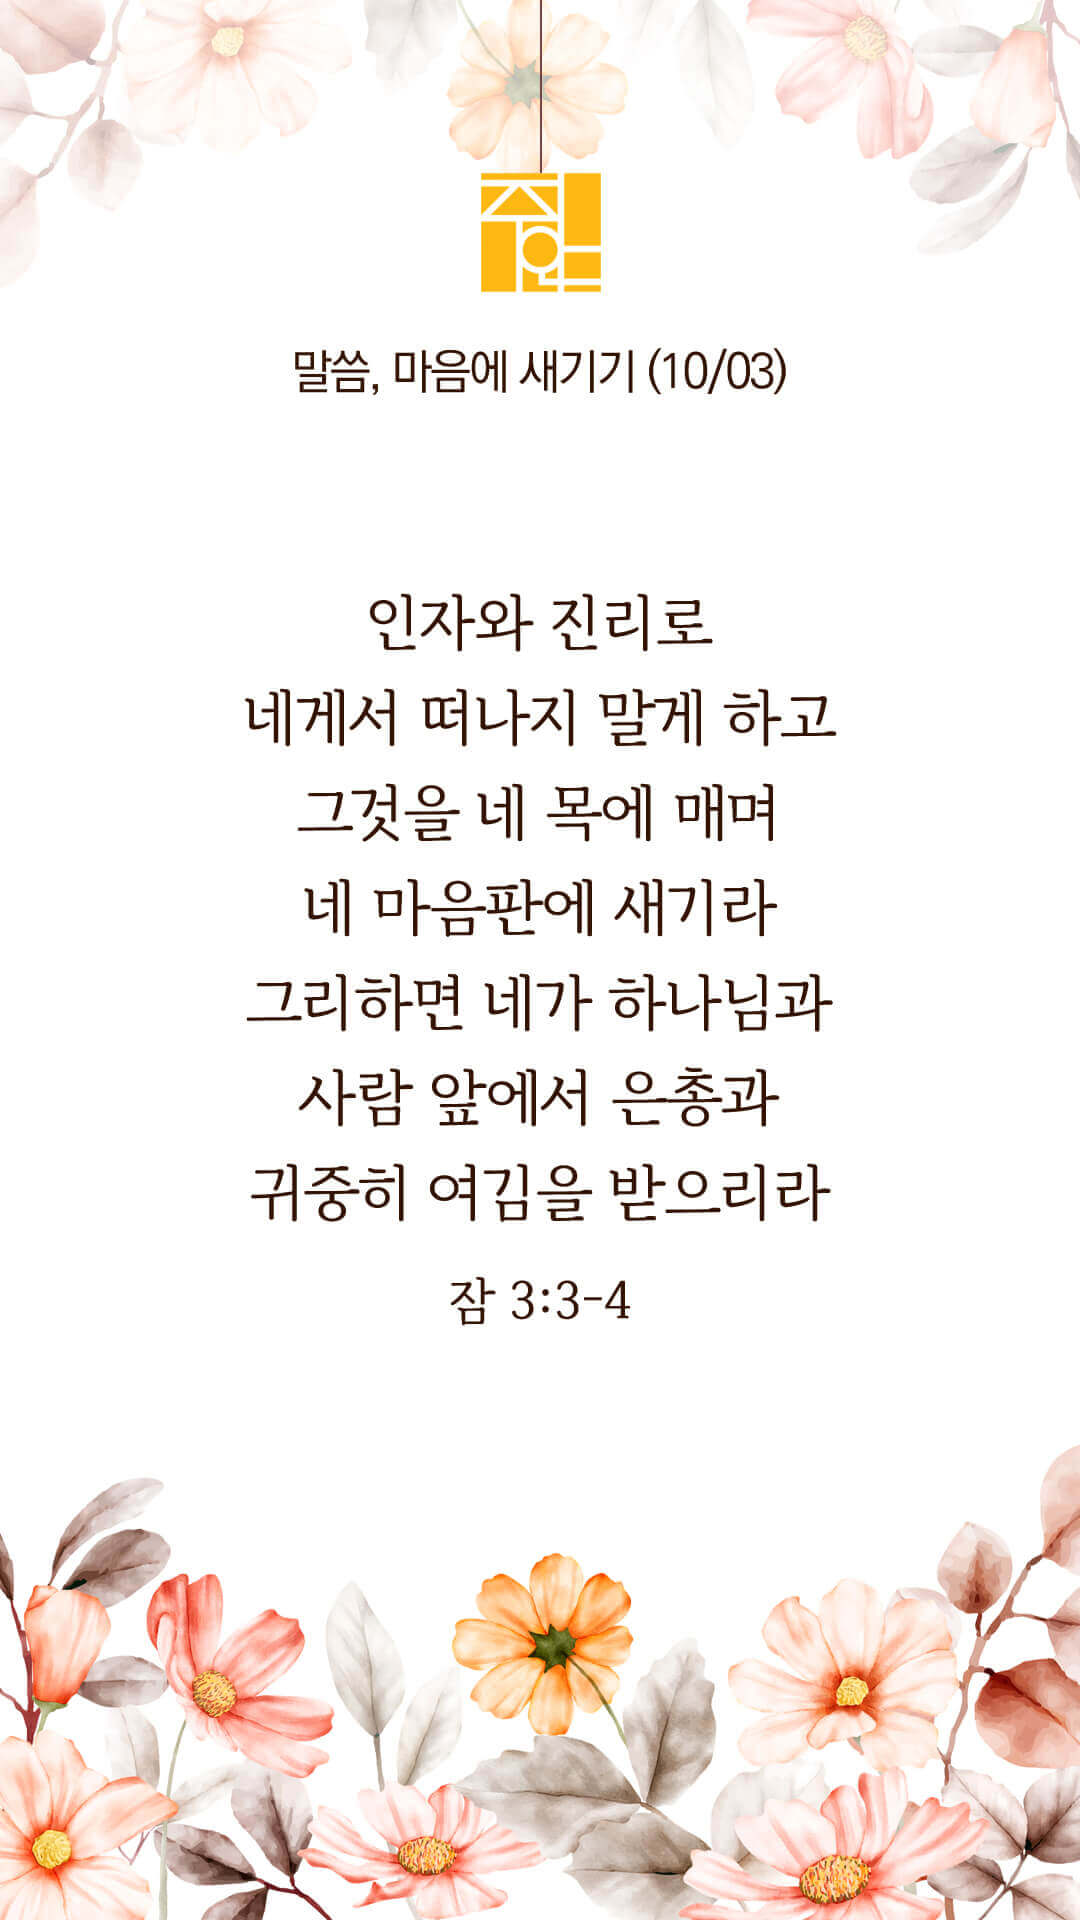 주인
말씀, 마음에 새기기 (10/03)
인자와 진리로
네게서 떠나지 말게 하고
그것을 네 목에 매며
네 마음판에 새기라
그리하면 네가 하나님과
사람 앞에서 은총과
귀중히 여김을 받으리라
잠 3:3-4